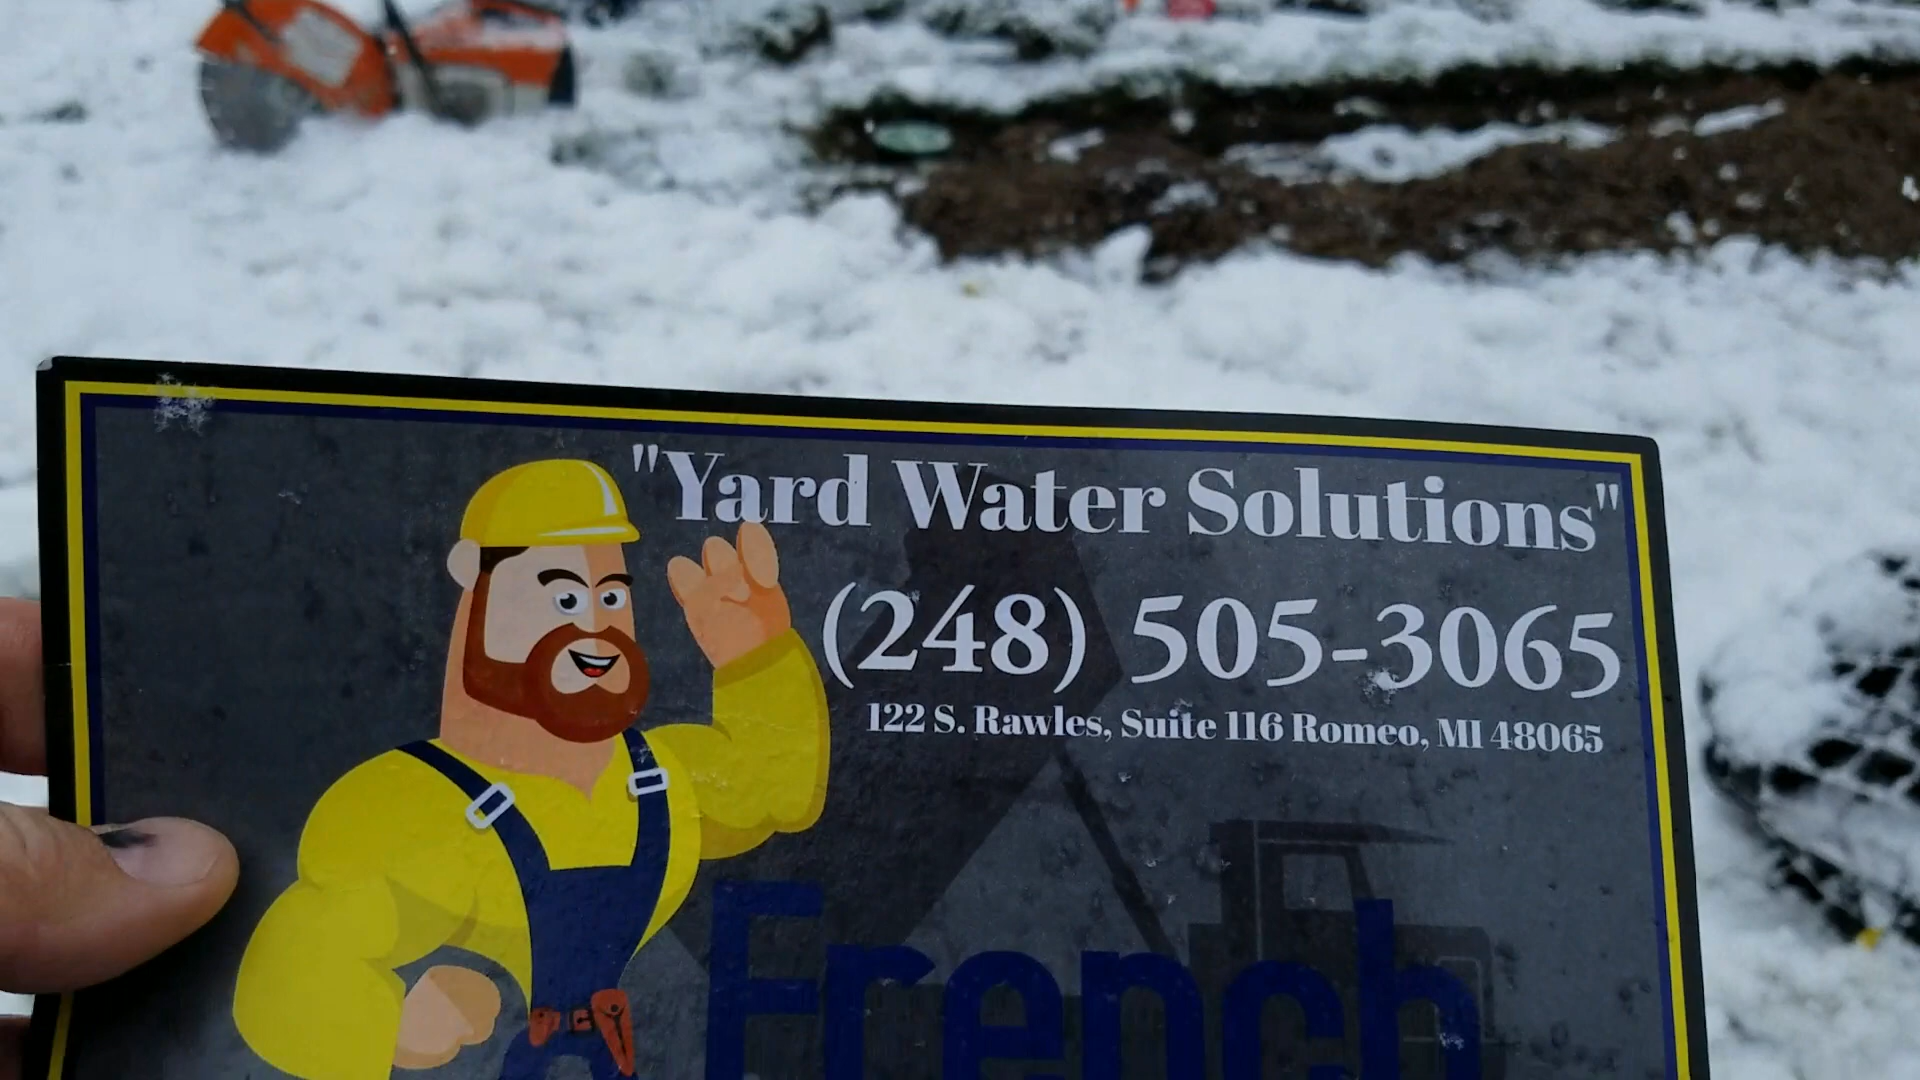 "Yard Water Solutions"
(248) 505-3065
122 S. Rawles, Suite 116 Romeo, MI 48065
French